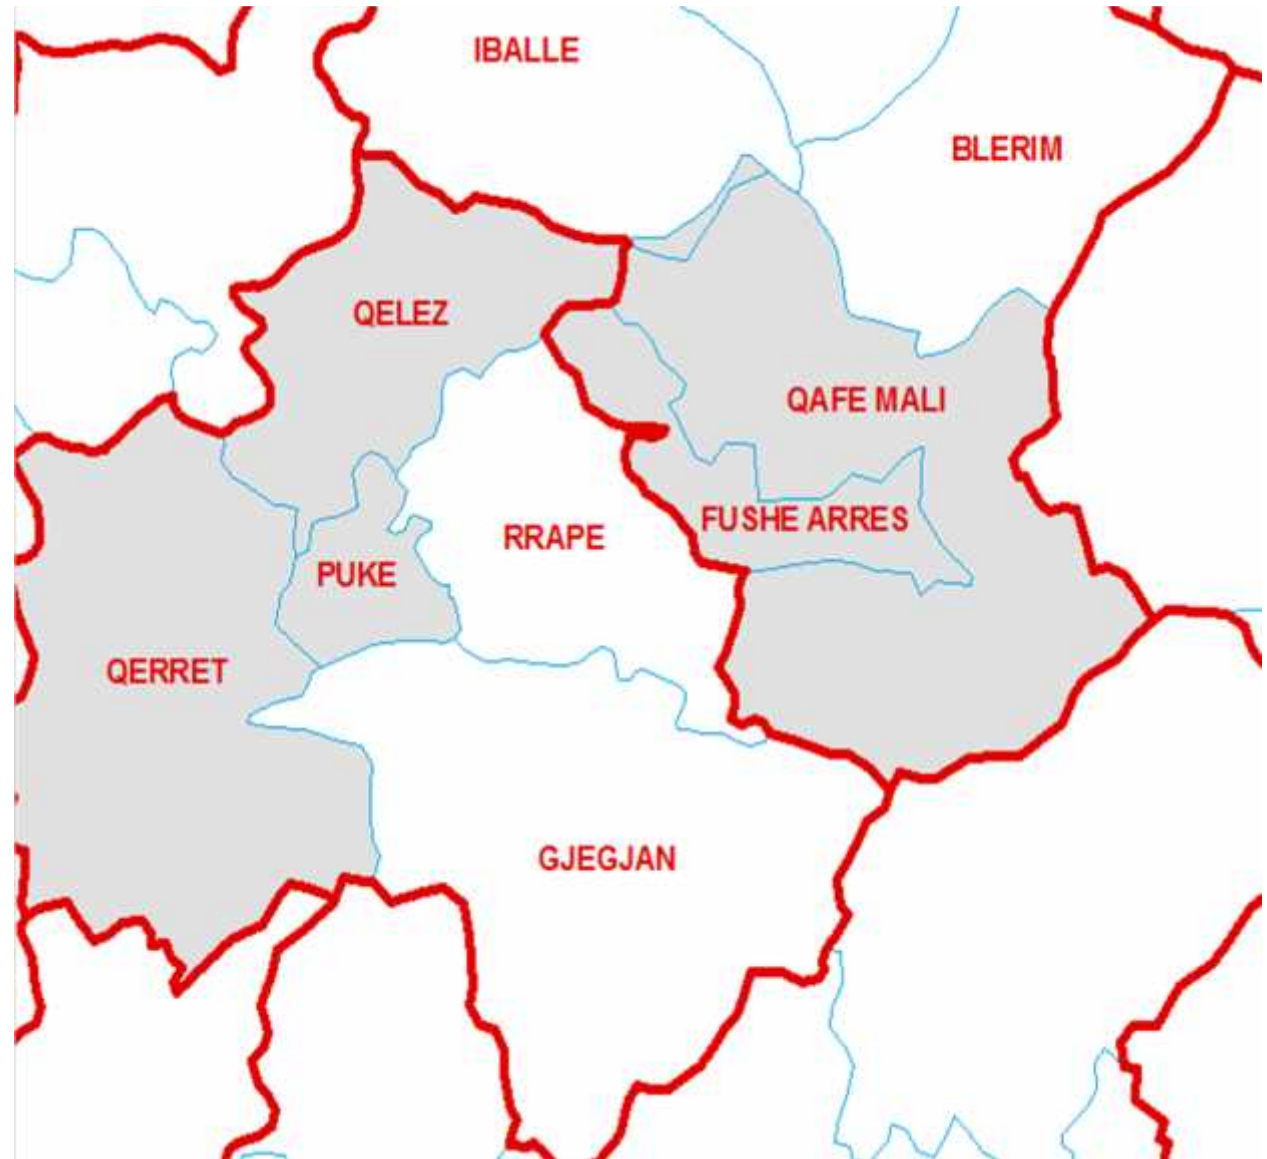 IBALLE
BLERIM
QELEZ
QAFE MALI
FUSHE ARRES
RRAPE
PUKE
QERRET
GJEGJAN